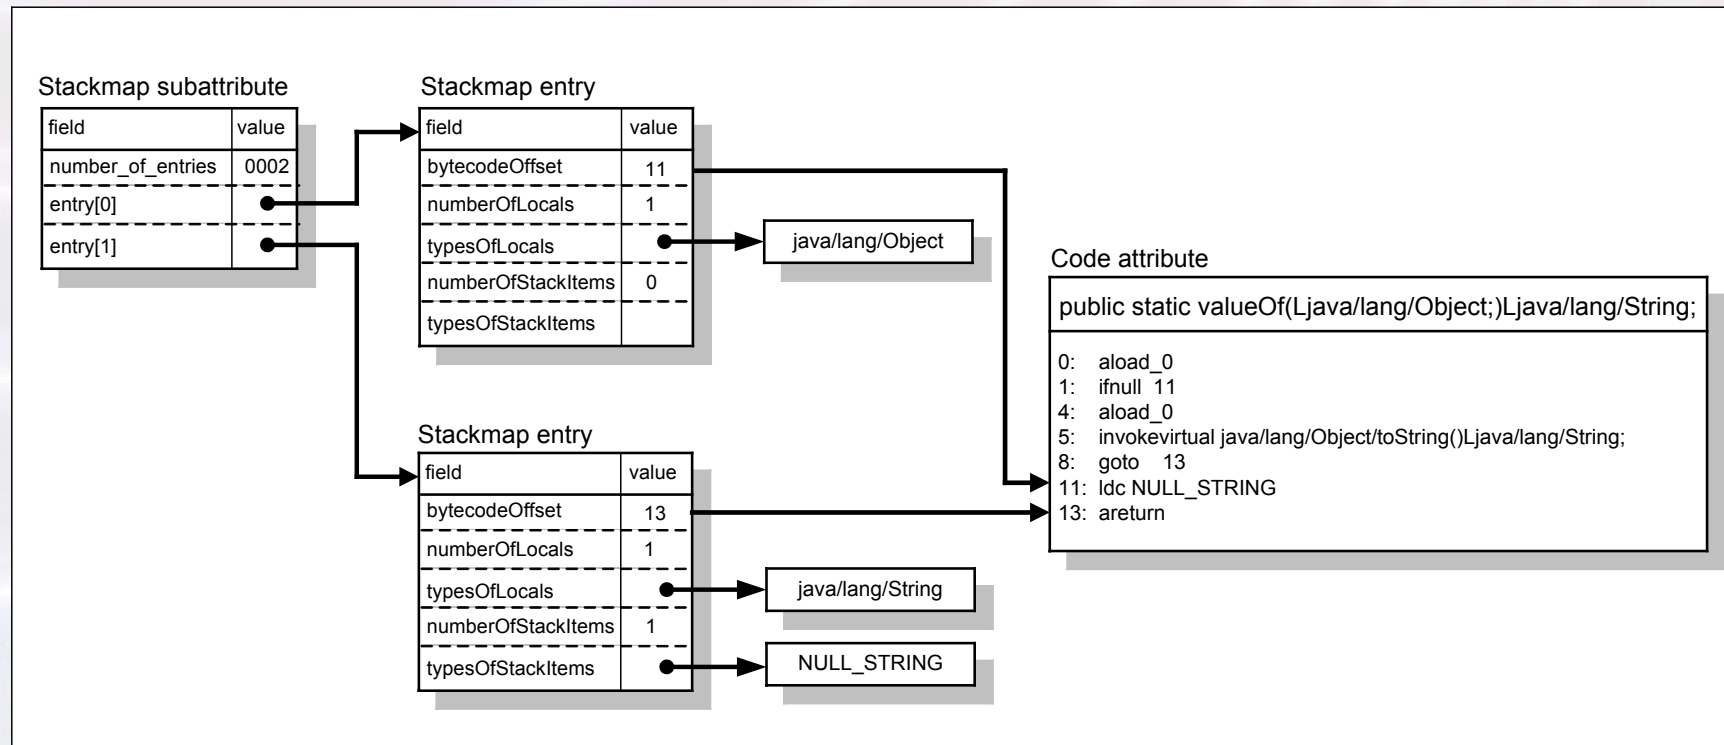 Stackmap subattribute
field value
number_of_entries 0002
entry[0]
entry[1]
Stackmap entry
field value
bytecodeOffset 11
numberOfLocals 1
typesOfLocals
numberOfStackItems 0
typesOfStackItems
java/lang/Object
Stackmap entry
field value
bytecodeOffset 13
numberOfLocals 1
typesOfLocals
numberOfStackItems 1
typesOfStackItems
java/lang/String
NULL_STRING
Code attribute
public static valueOf(Ljava/lang/Object;)Ljava/lang/String;
0: aload_0
1: ifnull 11
4: aload_0
5: invokevirtual java/lang/Object/toString()Ljava/lang/String;
8: goto 13
11: ldc NULL_STRING
13: areturn